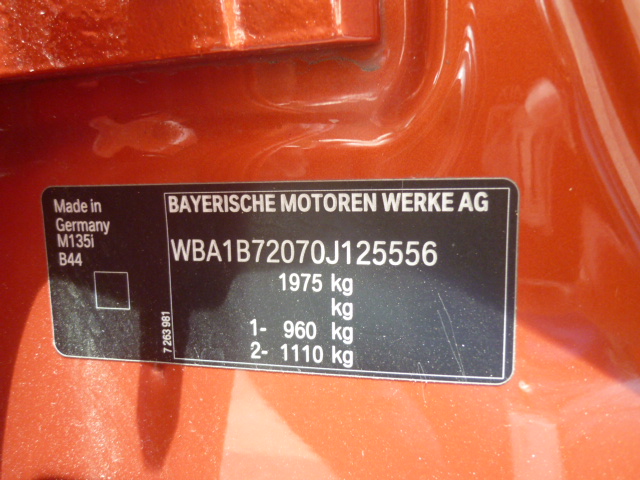 Made in
Germany
M135i
B44
7 263 981
BAYERISCHE MOTOREN WERKE AG
WBA1B72070J125556
1975 kg
kg
1- 960 kg
2- 1110 kg